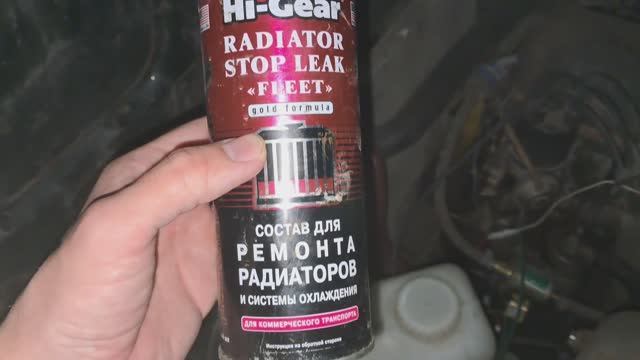 Hi-Gear
RADIATOR
STOP LEAK
«FLEET»
gold formula
СОСТАВ ДЛЯ
РЕМОНТА
РАДИАТОРОВ
И СИСТЕМЫ ОХЛАЖДЕНИЯ
ДЛЯ КОММЕРЧЕСКОГО ТРАНСПОРТА
Инструкция на обратной стороне